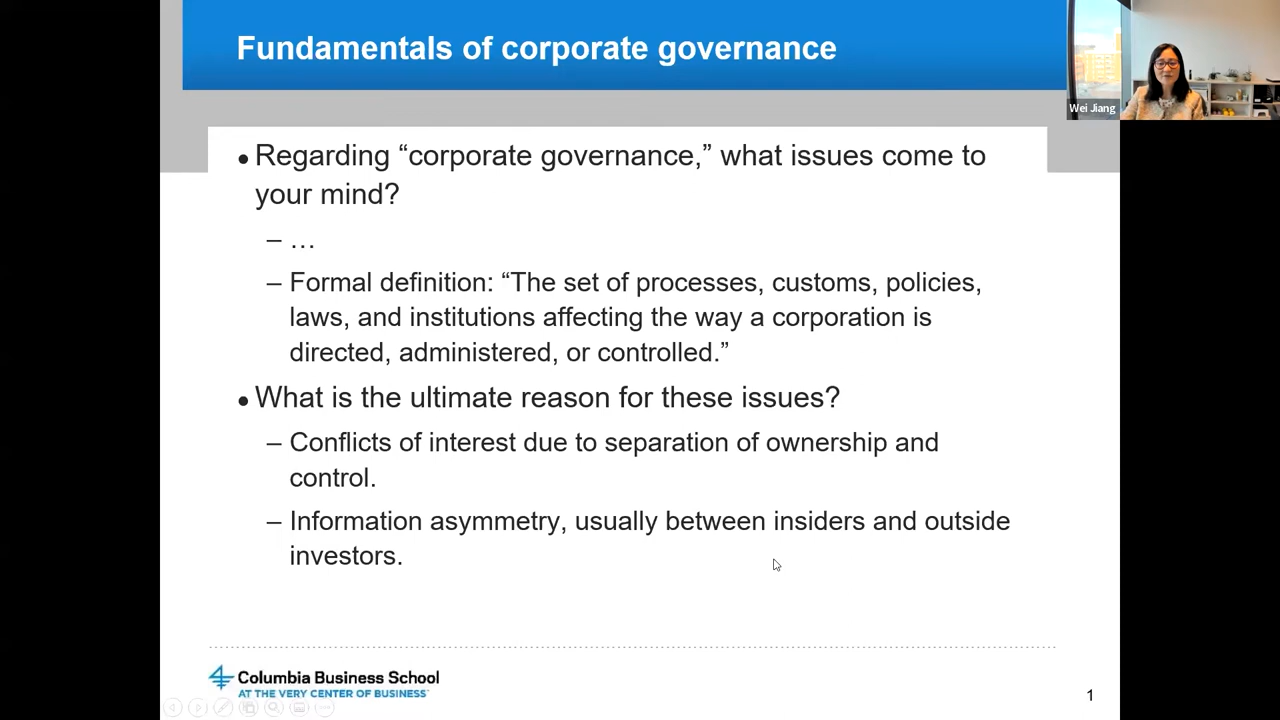 Fundamentals of corporate governance
Wei Jiang
● Regarding “corporate governance,” what issues come to
your mind?
– …
– Formal definition: “The set of processes, customs, policies,
laws, and institutions affecting the way a corporation is
directed, administered, or controlled.”
● What is the ultimate reason for these issues?
– Conflicts of interest due to separation of ownership and
control.
– Information asymmetry, usually between insiders and outside
investors.
Columbia Business School
AT THE VERY CENTER OF BUSINESS™
1